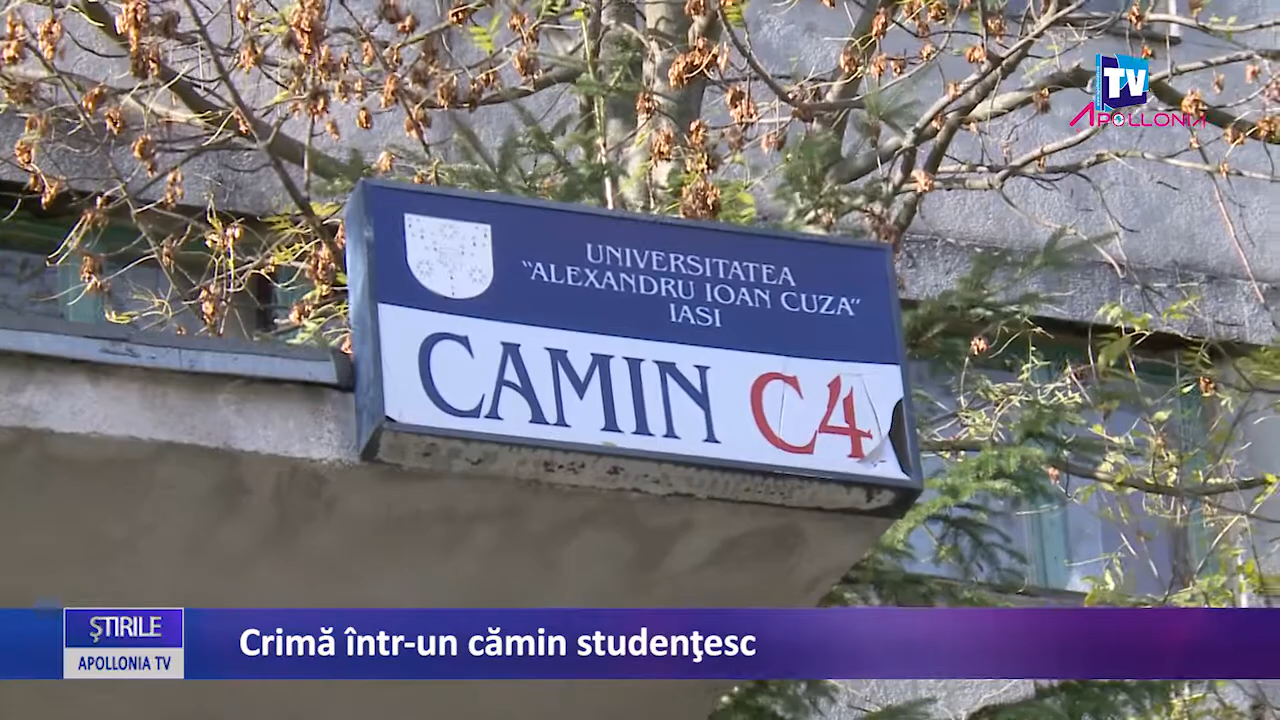 TV
APOLLONIA
UNIVERSITATEA
"ALEXANDRU IOAN CUZA"
IASI
CAMIN C4
ŞTIRILE
APOLLONIA TV
Crimă într-un cămin studenţesc